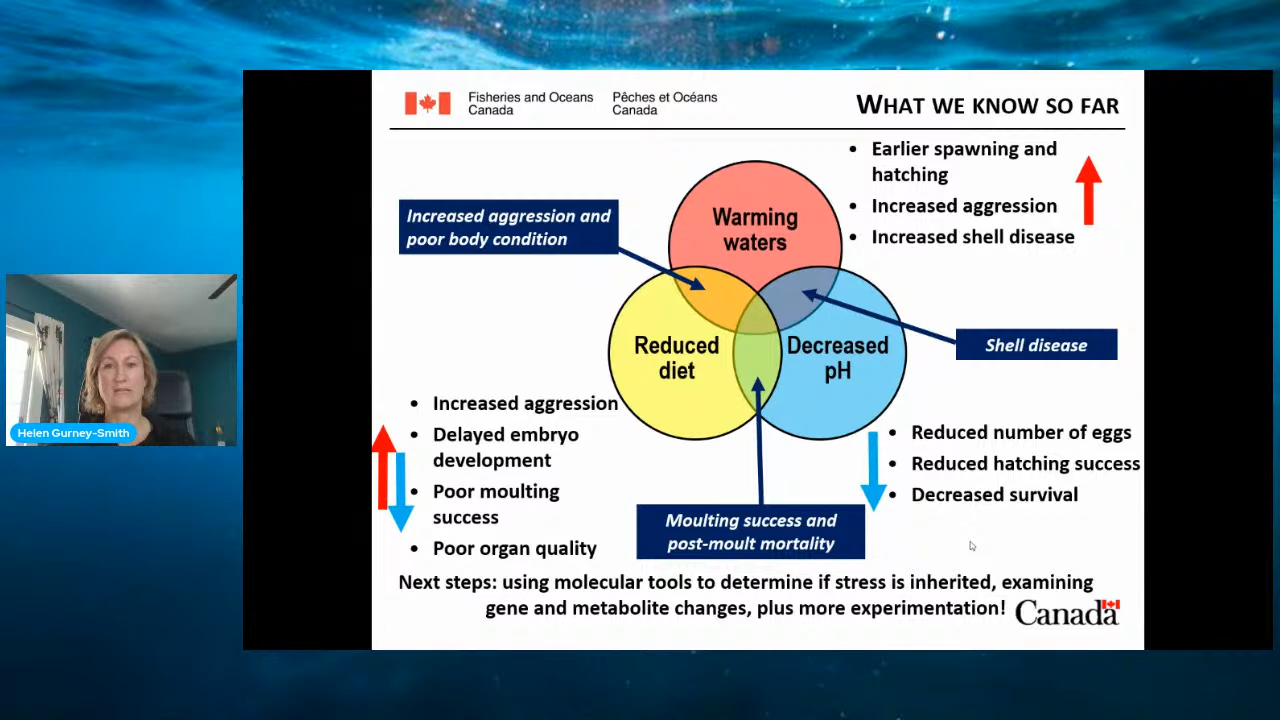 Fisheries and Oceans
Canada
Pêches et Océans
Canada
WHAT WE KNOW SO FAR
• Earlier spawning and
hatching
• Increased aggression
• Increased shell disease
Increased aggression and
poor body condition
Warming
waters
Shell disease
Reduced
diet
Decreased
pH
• Increased aggression
• Delayed embryo
development
• Poor moulting
success
• Poor organ quality
• Reduced number of eggs
• Reduced hatching success
• Decreased survival
Moulting success and
post-moult mortality
Next steps: using molecular tools to determine if stress is inherited, examining
gene and metabolite changes, plus more experimentation!
Canada
Helen Gurney-Smith